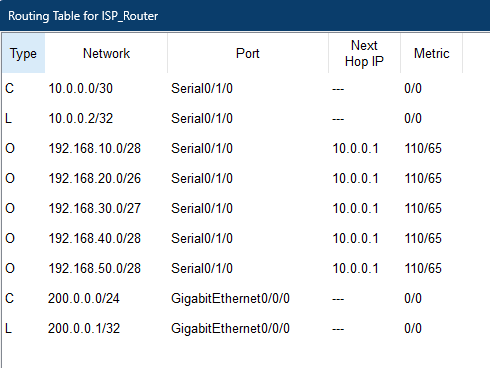 Routing Table for ISP_Router
Type Network Port Next Hop IP Metric
C 10.0.0.0/30 Serial0/1/0 --- 0/0
L 10.0.0.2/32 Serial0/1/0 --- 0/0
O 192.168.10.0/28 Serial0/1/0 10.0.0.1 110/65
O 192.168.20.0/26 Serial0/1/0 10.0.0.1 110/65
O 192.168.30.0/27 Serial0/1/0 10.0.0.1 110/65
O 192.168.40.0/28 Serial0/1/0 10.0.0.1 110/65
O 192.168.50.0/28 Serial0/1/0 10.0.0.1 110/65
C 200.0.0.0/24 GigabitEthernet0/0/0 --- 0/0
L 200.0.0.1/32 GigabitEthernet0/0/0 --- 0/0